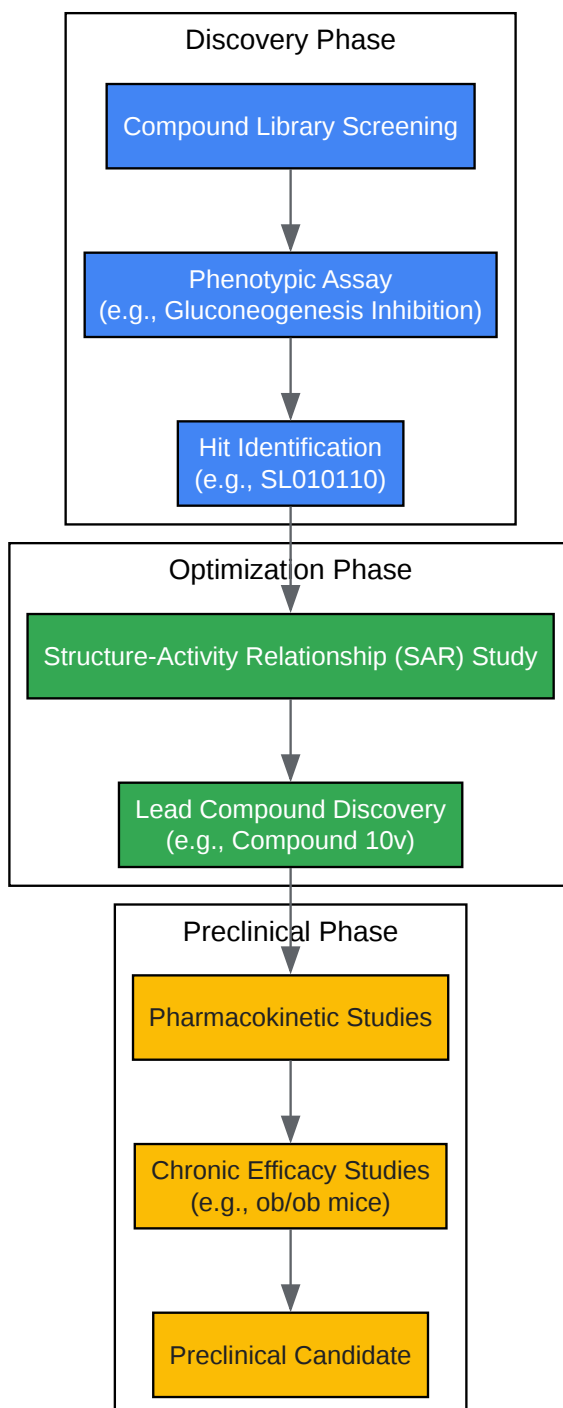 Discovery Phase
Compound Library Screening
Phenotypic Assay
(e.g., Gluconeogenesis Inhibition)
Hit Identification
(e.g., SL010110)
Optimization Phase
Structure-Activity Relationship (SAR) Study
Lead Compound Discovery
(e.g., Compound 10v)
Preclinical Phase
Pharmacokinetic Studies
Chronic Efficacy Studies
(e.g., ob/ob mice)
Preclinical Candidate